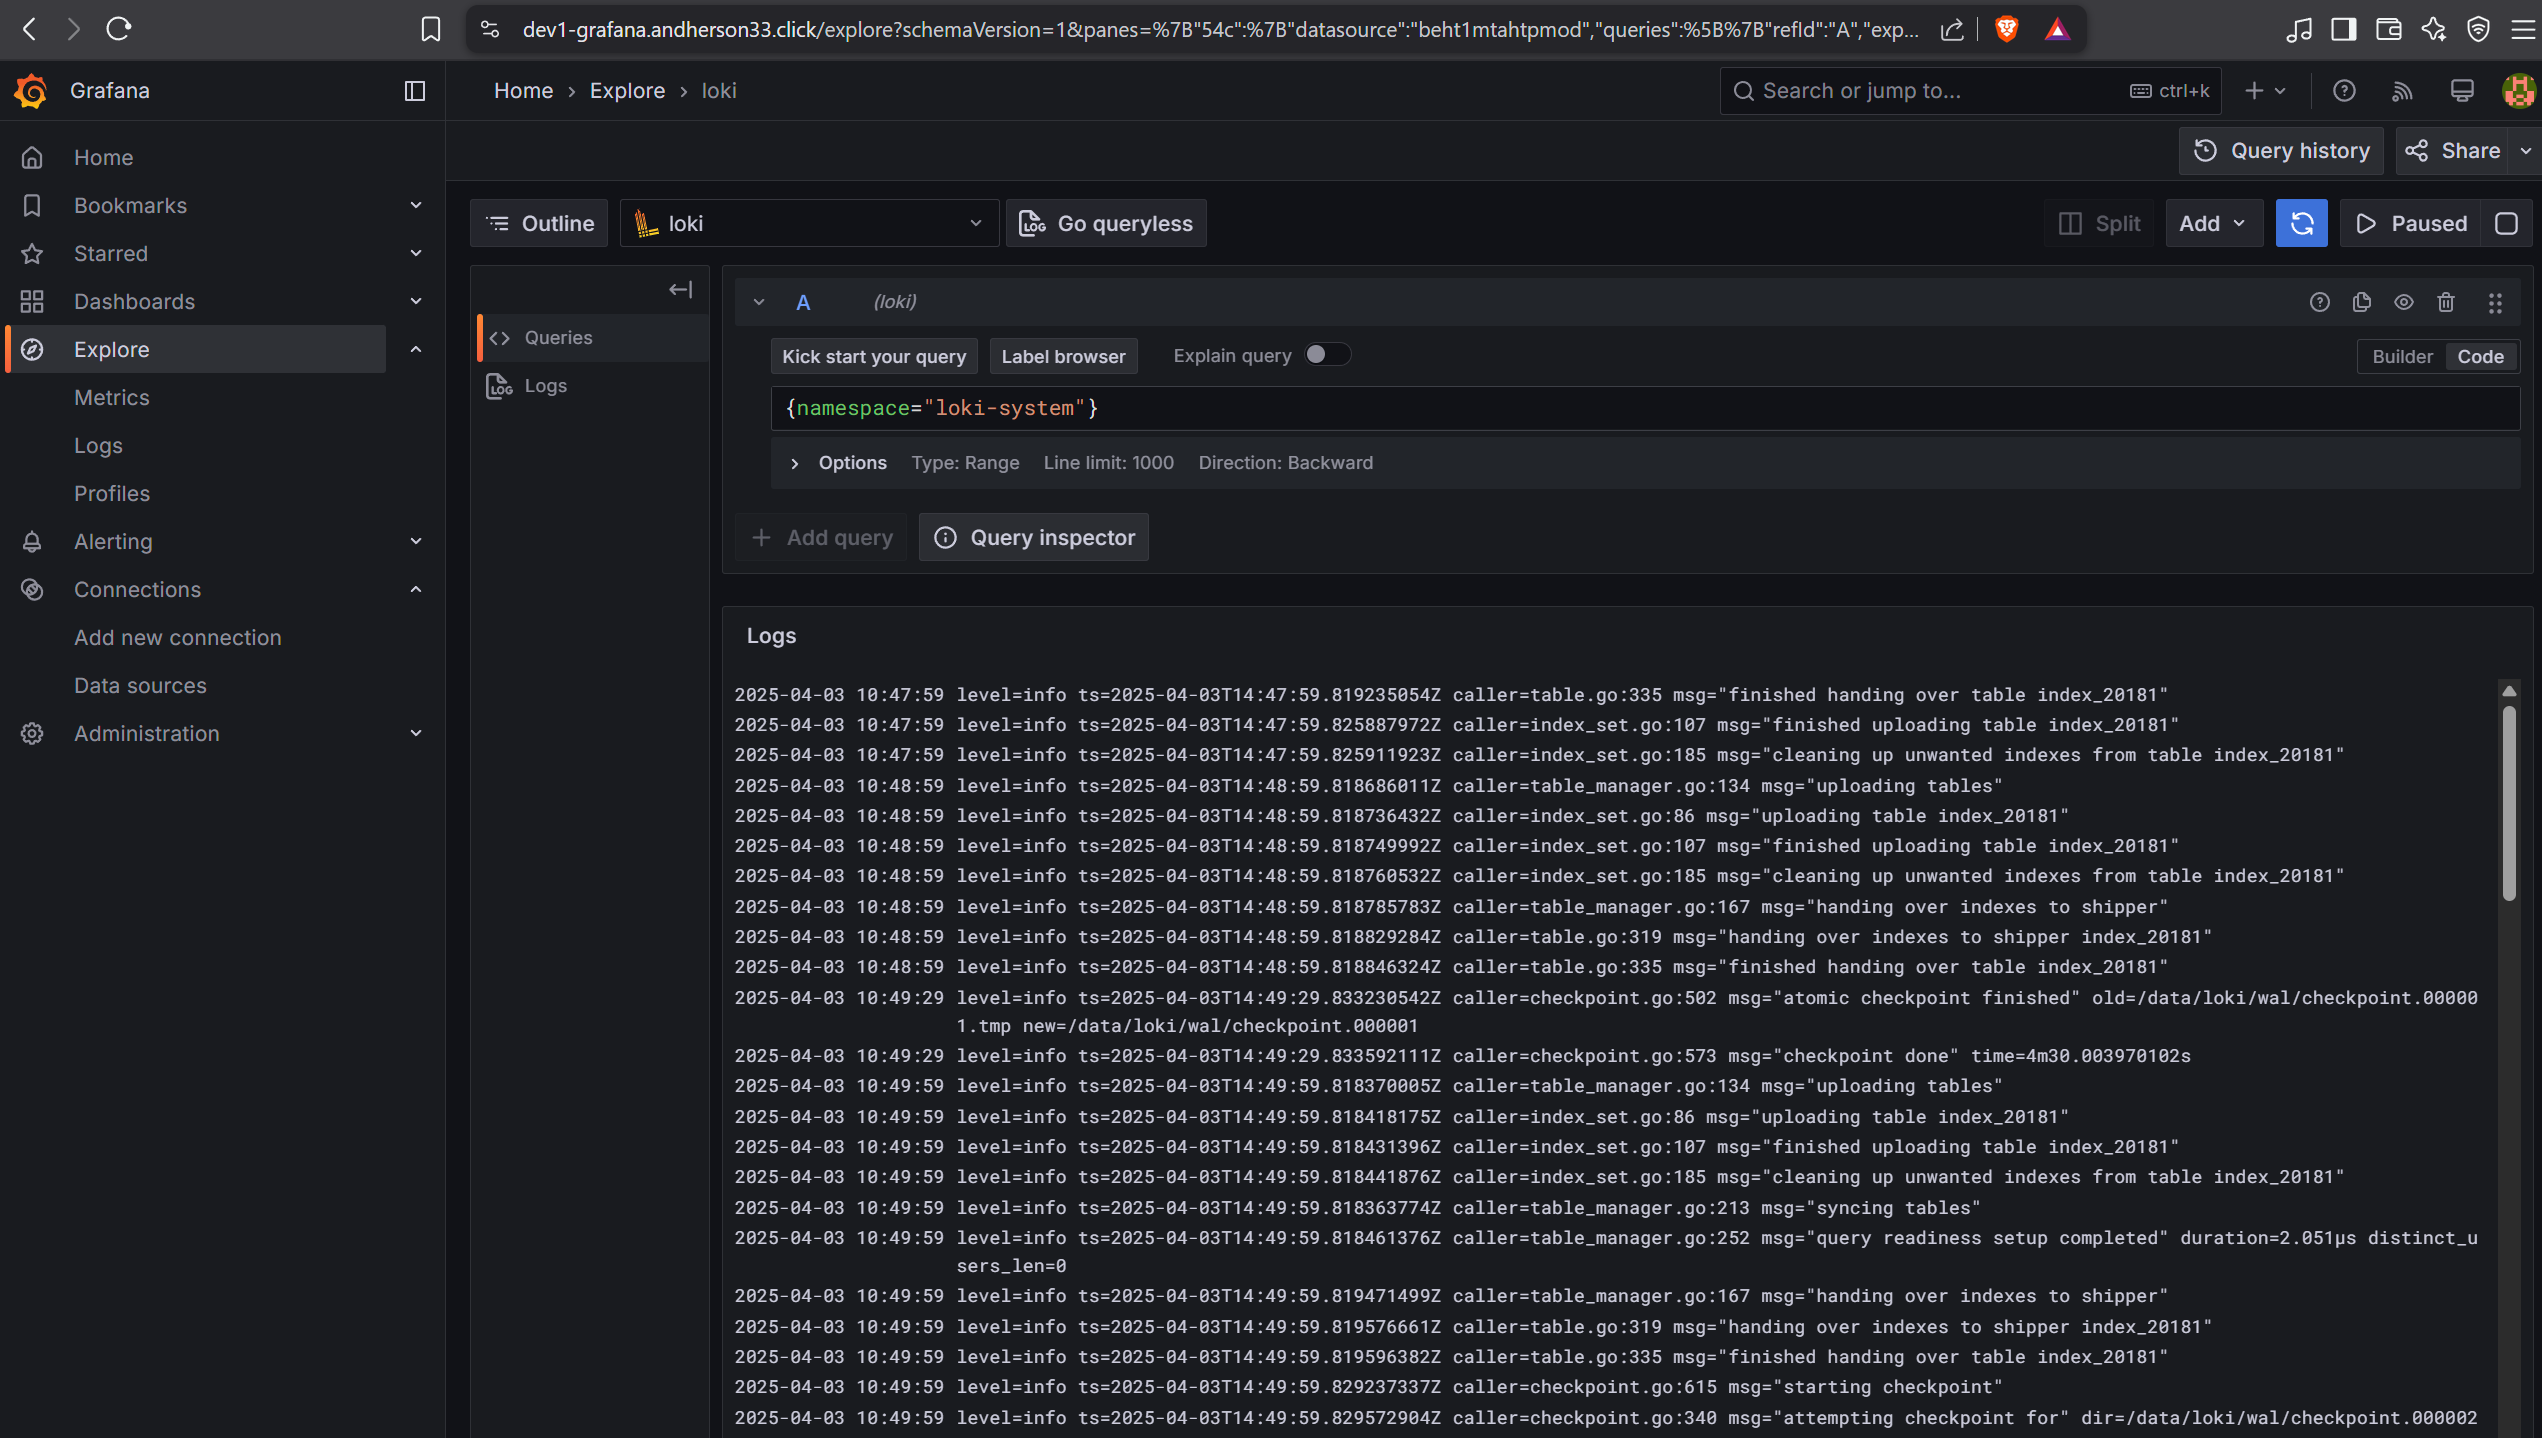 dev1-grafana.andherson33.click/explore?schemaVersion=1&panes=%7B"54c":%7B"datasource":"beht1mtahtpmod","queries":%5B%7B"refId":"A","exp...
Grafana
Home › Explore › loki
Search or jump to...
ctrl+k
Home
Bookmarks
Starred
Dashboards
Explore
Metrics
Logs
Profiles
Alerting
Connections
Add new connection
Data sources
Administration
Query history
Share
Outline
loki
Go queryless
Split
Add
Paused
Queries
Logs
A
(loki)
Kick start your query
Label browser
Explain query
Builder
Code
{namespace="loki-system"}
Options Type: Range Line limit: 1000 Direction: Backward
+ Add query
Query inspector
Logs
2025-04-03 10:47:59 level=info ts=2025-04-03T14:47:59.819235054Z caller=table.go:335 msg="finished handing over table index_20181"
2025-04-03 10:47:59 level=info ts=2025-04-03T14:47:59.825887972Z caller=index_set.go:107 msg="finished uploading table index_20181"
2025-04-03 10:47:59 level=info ts=2025-04-03T14:47:59.825911923Z caller=index_set.go:185 msg="cleaning up unwanted indexes from table index_20181"
2025-04-03 10:48:59 level=info ts=2025-04-03T14:48:59.818686011Z caller=table_manager.go:134 msg="uploading tables"
2025-04-03 10:48:59 level=info ts=2025-04-03T14:48:59.818736432Z caller=index_set.go:86 msg="uploading table index_20181"
2025-04-03 10:48:59 level=info ts=2025-04-03T14:48:59.818749992Z caller=index_set.go:107 msg="finished uploading table index_20181"
2025-04-03 10:48:59 level=info ts=2025-04-03T14:48:59.818760532Z caller=index_set.go:185 msg="cleaning up unwanted indexes from table index_20181"
2025-04-03 10:48:59 level=info ts=2025-04-03T14:48:59.818785783Z caller=table_manager.go:167 msg="handing over indexes to shipper"
2025-04-03 10:48:59 level=info ts=2025-04-03T14:48:59.818829284Z caller=table.go:319 msg="handing over indexes to shipper index_20181"
2025-04-03 10:48:59 level=info ts=2025-04-03T14:48:59.818846324Z caller=table.go:335 msg="finished handing over table index_20181"
2025-04-03 10:49:29 level=info ts=2025-04-03T14:49:29.833230542Z caller=checkpoint.go:502 msg="atomic checkpoint finished" old=/data/loki/wal/checkpoint.00000
1.tmp new=/data/loki/wal/checkpoint.000001
2025-04-03 10:49:29 level=info ts=2025-04-03T14:49:29.833592111Z caller=checkpoint.go:573 msg="checkpoint done" time=4m30.003970102s
2025-04-03 10:49:59 level=info ts=2025-04-03T14:49:59.818370005Z caller=table_manager.go:134 msg="uploading tables"
2025-04-03 10:49:59 level=info ts=2025-04-03T14:49:59.818418175Z caller=index_set.go:86 msg="uploading table index_20181"
2025-04-03 10:49:59 level=info ts=2025-04-03T14:49:59.818431396Z caller=index_set.go:107 msg="finished uploading table index_20181"
2025-04-03 10:49:59 level=info ts=2025-04-03T14:49:59.818441876Z caller=index_set.go:185 msg="cleaning up unwanted indexes from table index_20181"
2025-04-03 10:49:59 level=info ts=2025-04-03T14:49:59.818363774Z caller=table_manager.go:213 msg="syncing tables"
2025-04-03 10:49:59 level=info ts=2025-04-03T14:49:59.818461376Z caller=table_manager.go:252 msg="query readiness setup completed" duration=2.051µs distinct_u
sers_len=0
2025-04-03 10:49:59 level=info ts=2025-04-03T14:49:59.819471499Z caller=table_manager.go:167 msg="handing over indexes to shipper"
2025-04-03 10:49:59 level=info ts=2025-04-03T14:49:59.819576661Z caller=table.go:319 msg="handing over indexes to shipper index_20181"
2025-04-03 10:49:59 level=info ts=2025-04-03T14:49:59.819596382Z caller=table.go:335 msg="finished handing over table index_20181"
2025-04-03 10:49:59 level=info ts=2025-04-03T14:49:59.829237337Z caller=checkpoint.go:615 msg="starting checkpoint"
2025-04-03 10:49:59 level=info ts=2025-04-03T14:49:59.829572904Z caller=checkpoint.go:340 msg="attempting checkpoint for" dir=/data/loki/wal/checkpoint.000002